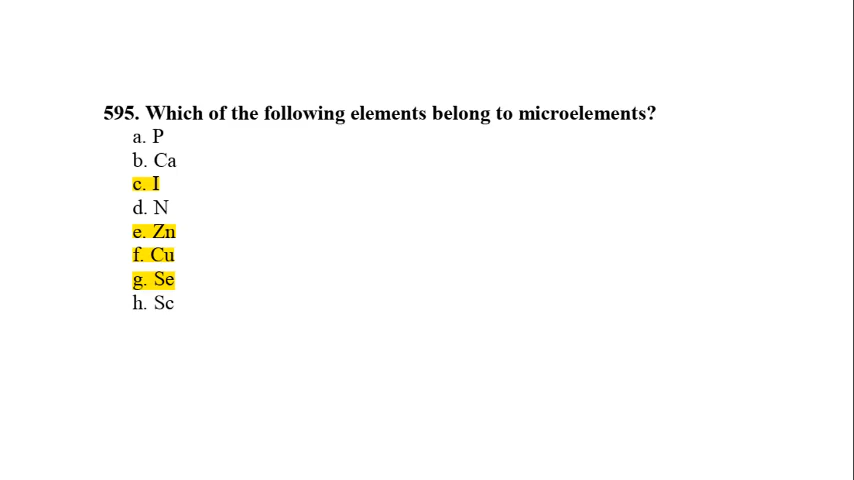 595. Which of the following elements belong to microelements?
a. P
b. Ca
c. I
d. N
e. Zn
f. Cu
g. Se
h. Sc